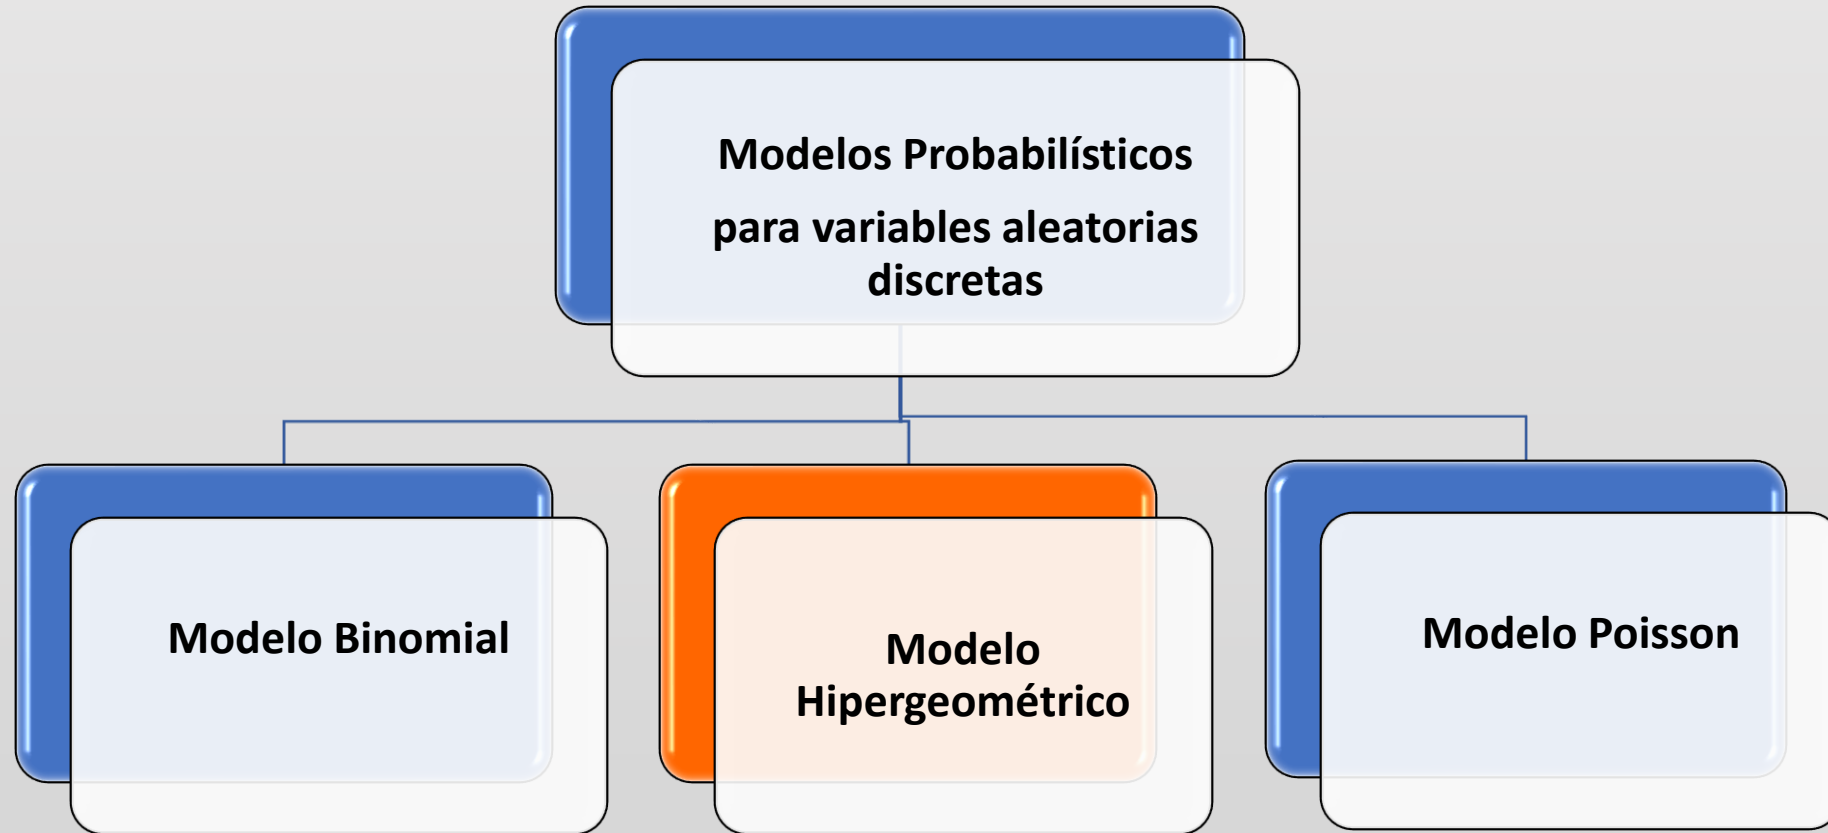 Modelos Probabilísticos
para variables aleatorias
discretas
Modelo Binomial
Modelo
Hipergeométrico
Modelo Poisson